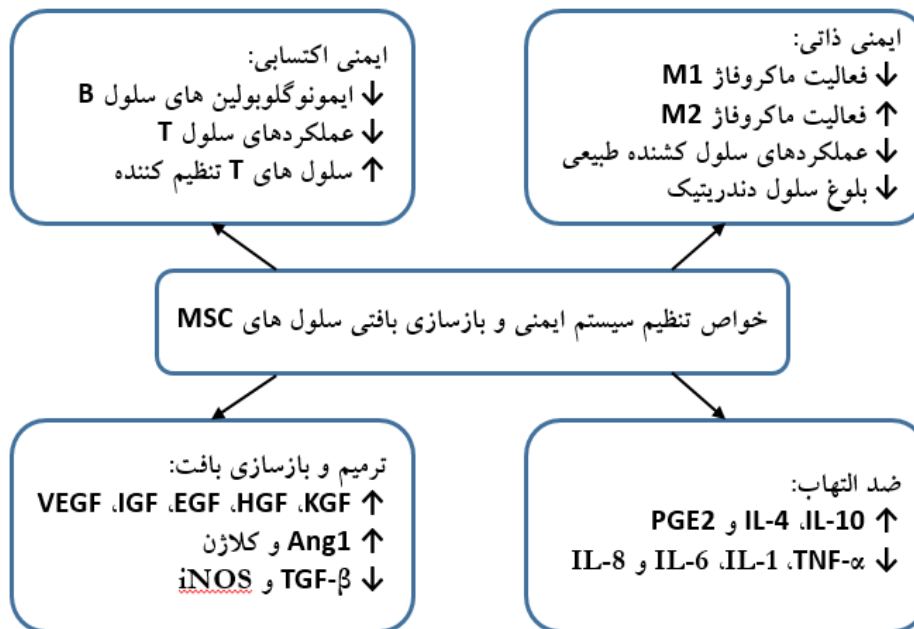 ایمنی ذاتی:
↓ فعالیت ماکروفاژ M1
↑ فعالیت ماکروفاژ M2
↓ عملکردهای سلول کشنده طبیعی
↓ بلوغ سلول دندریتیک
ایمنی اکتسابی:
↓ ایمونوگلوبولین های سلول B
↓ عملکردهای سلول T
↑ سلول های T تنظیم کننده
خواص تنظیم سیستم ایمنی و بازسازی بافتی سلول های MSC
ضد التهاب:
↑ IL-10، IL-4 و PGE2
↓ TNF-α، IL-1، IL-6 و IL-8
ترمیم و بازسازی بافت:
↑ KGF، HGF، EGF، IGF، VEGF
↑ Ang1 و کلاژن
↓ TGF-β و iNOS